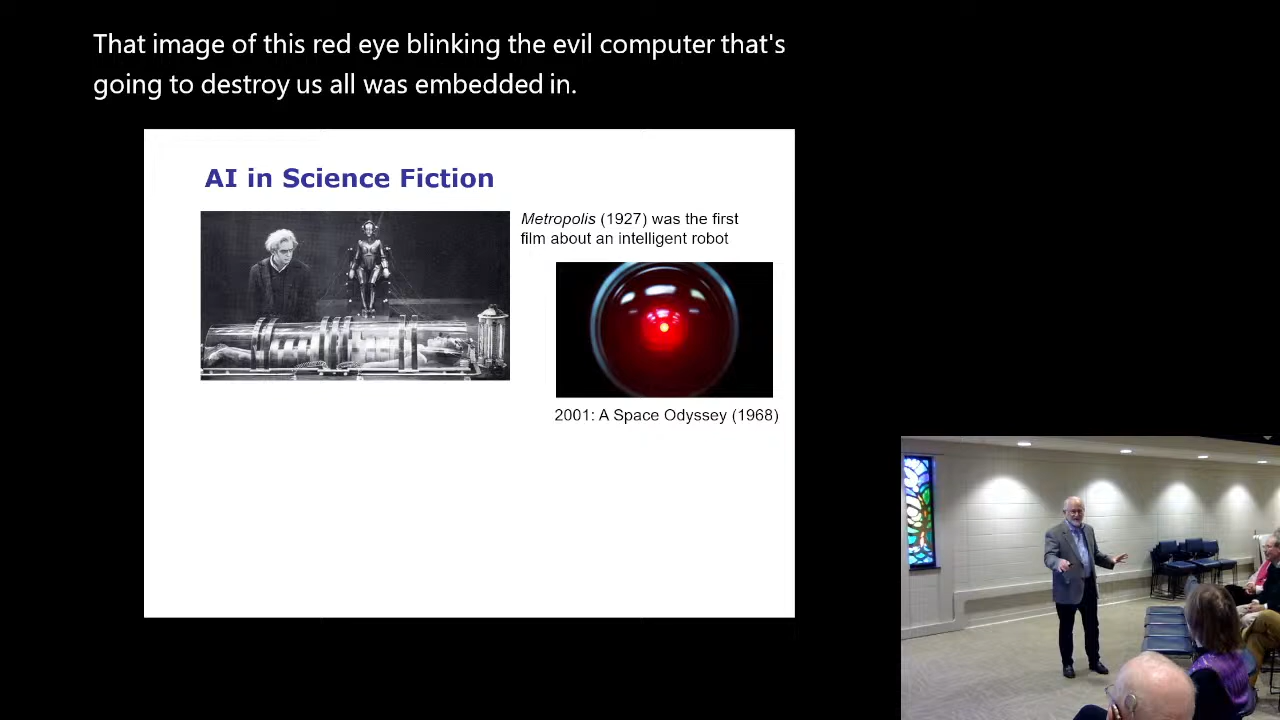 That image of this red eye blinking the evil computer that's
going to destroy us all was embedded in.
AI in Science Fiction
Metropolis (1927) was the first
film about an intelligent robot
2001: A Space Odyssey (1968)